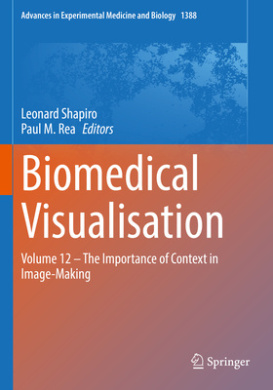 Advances in Experimental Medicine and Biology 1388
Leonard Shapiro
Paul M. Rea Editors
Biomedical
Visualisation
Volume 12 – The Importance of Context in
Image-Making
Springer